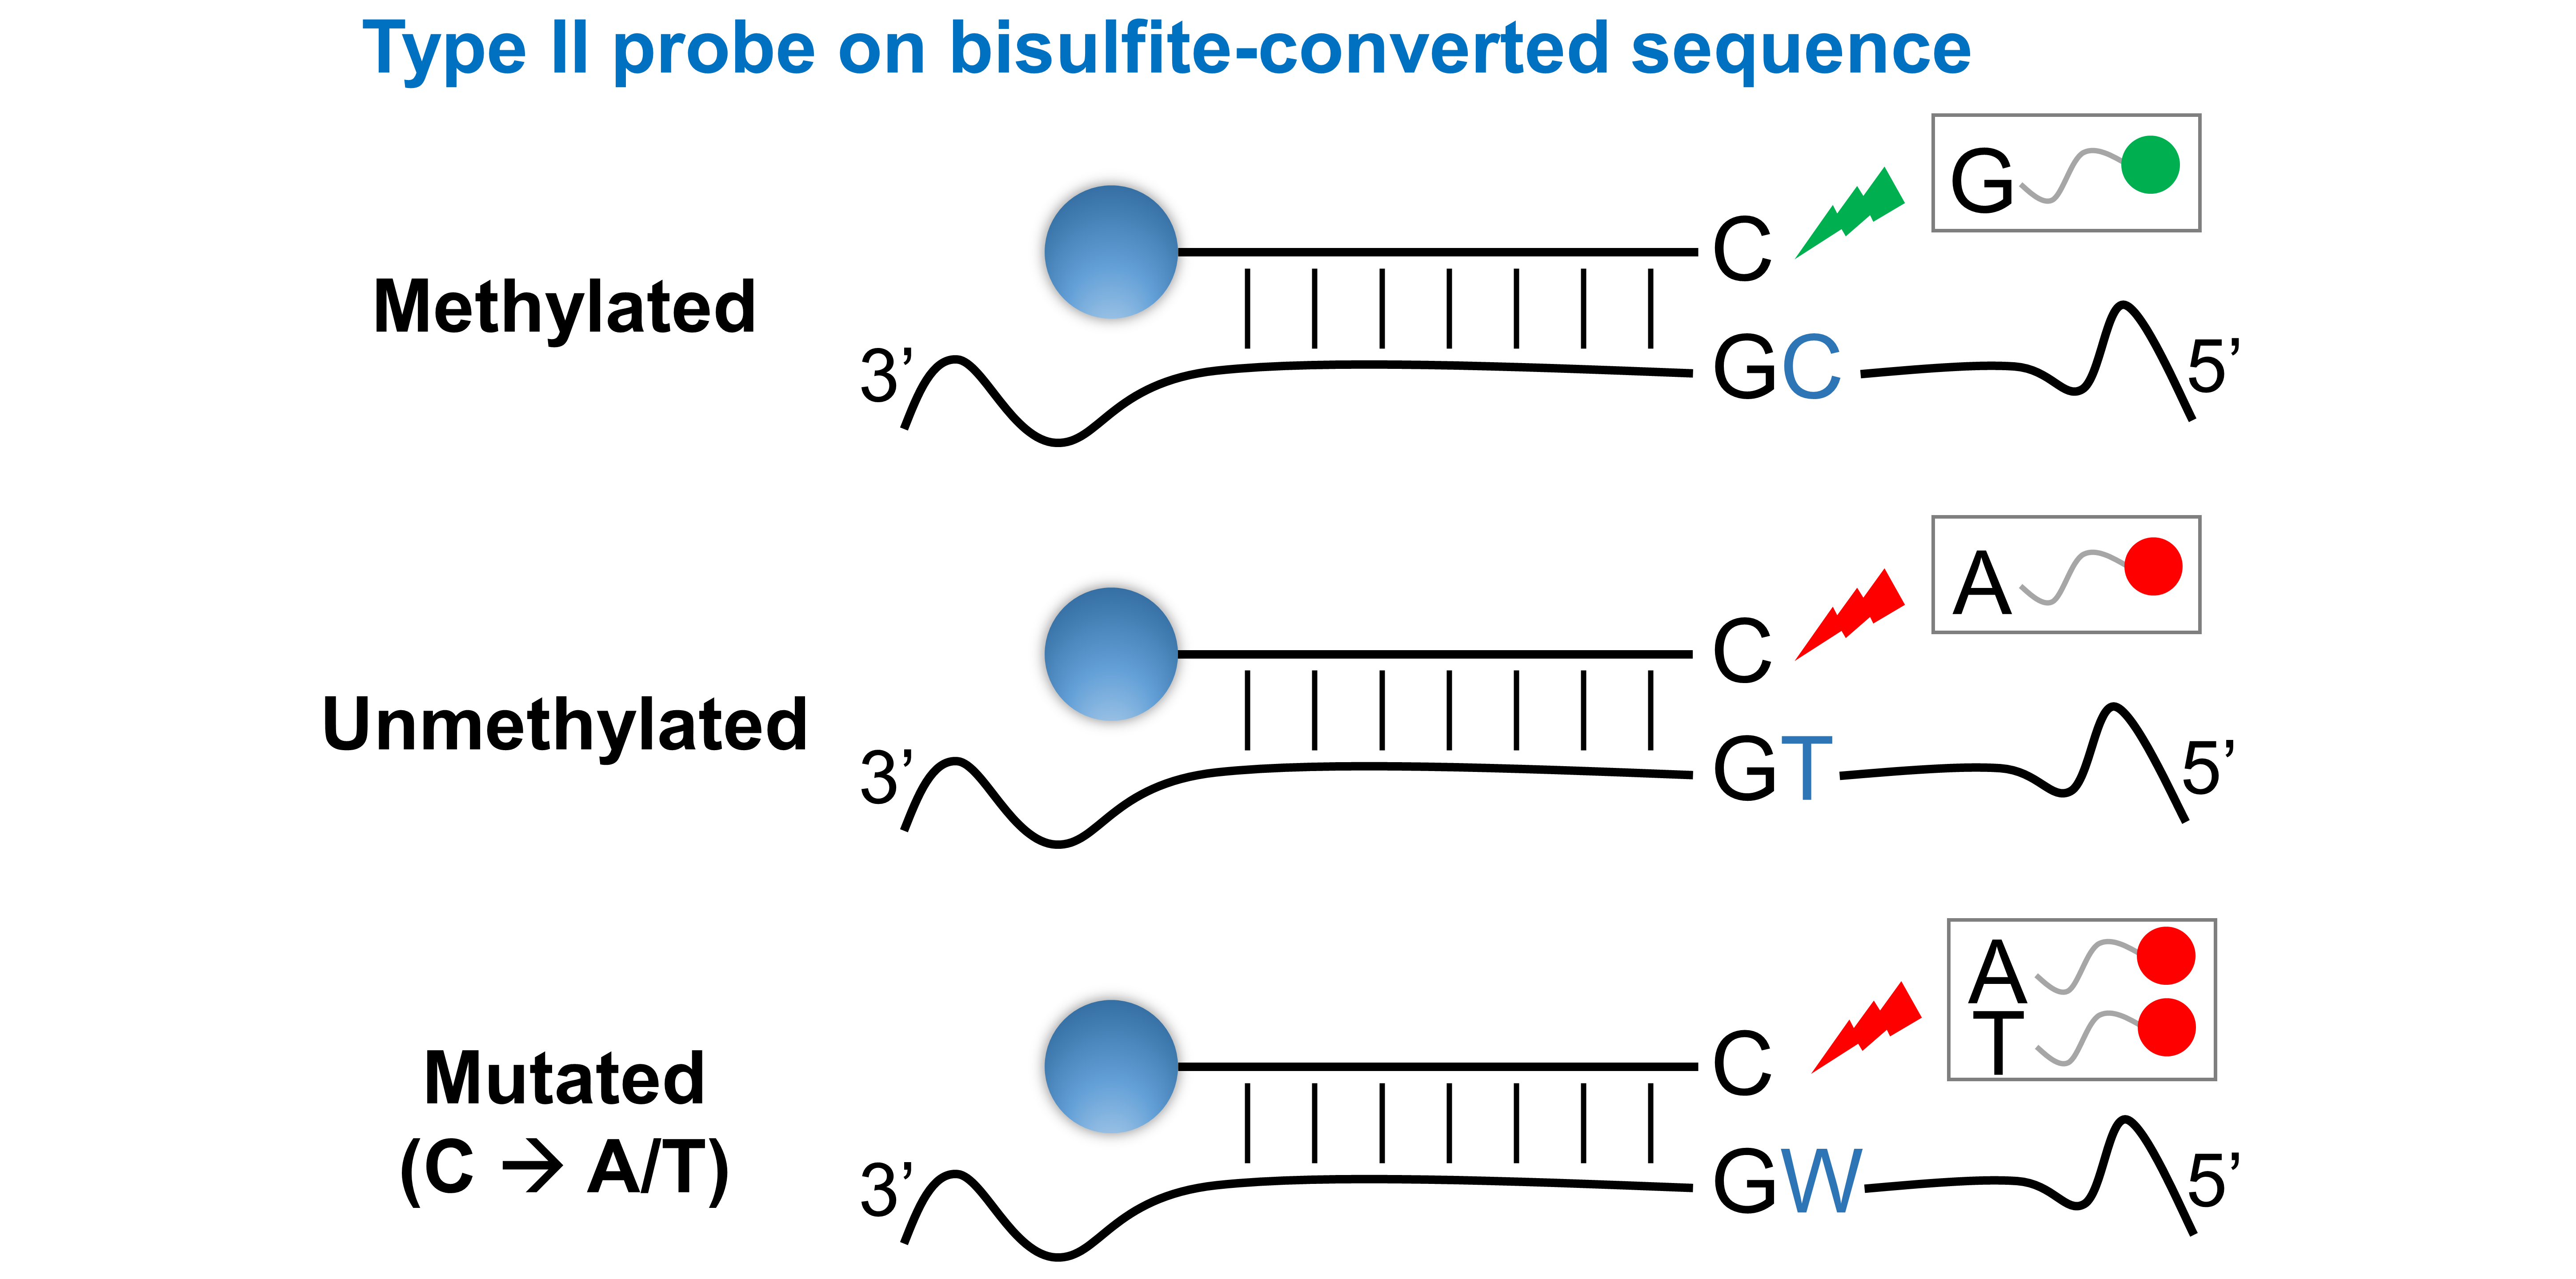 Type II probe on bisulfite-converted sequence
G
C
Methylated
3’ GC 5’
A
C
Unmethylated
3’ GT 5’
A
T
C
Mutated
(C → A/T)
3’ GW 5’